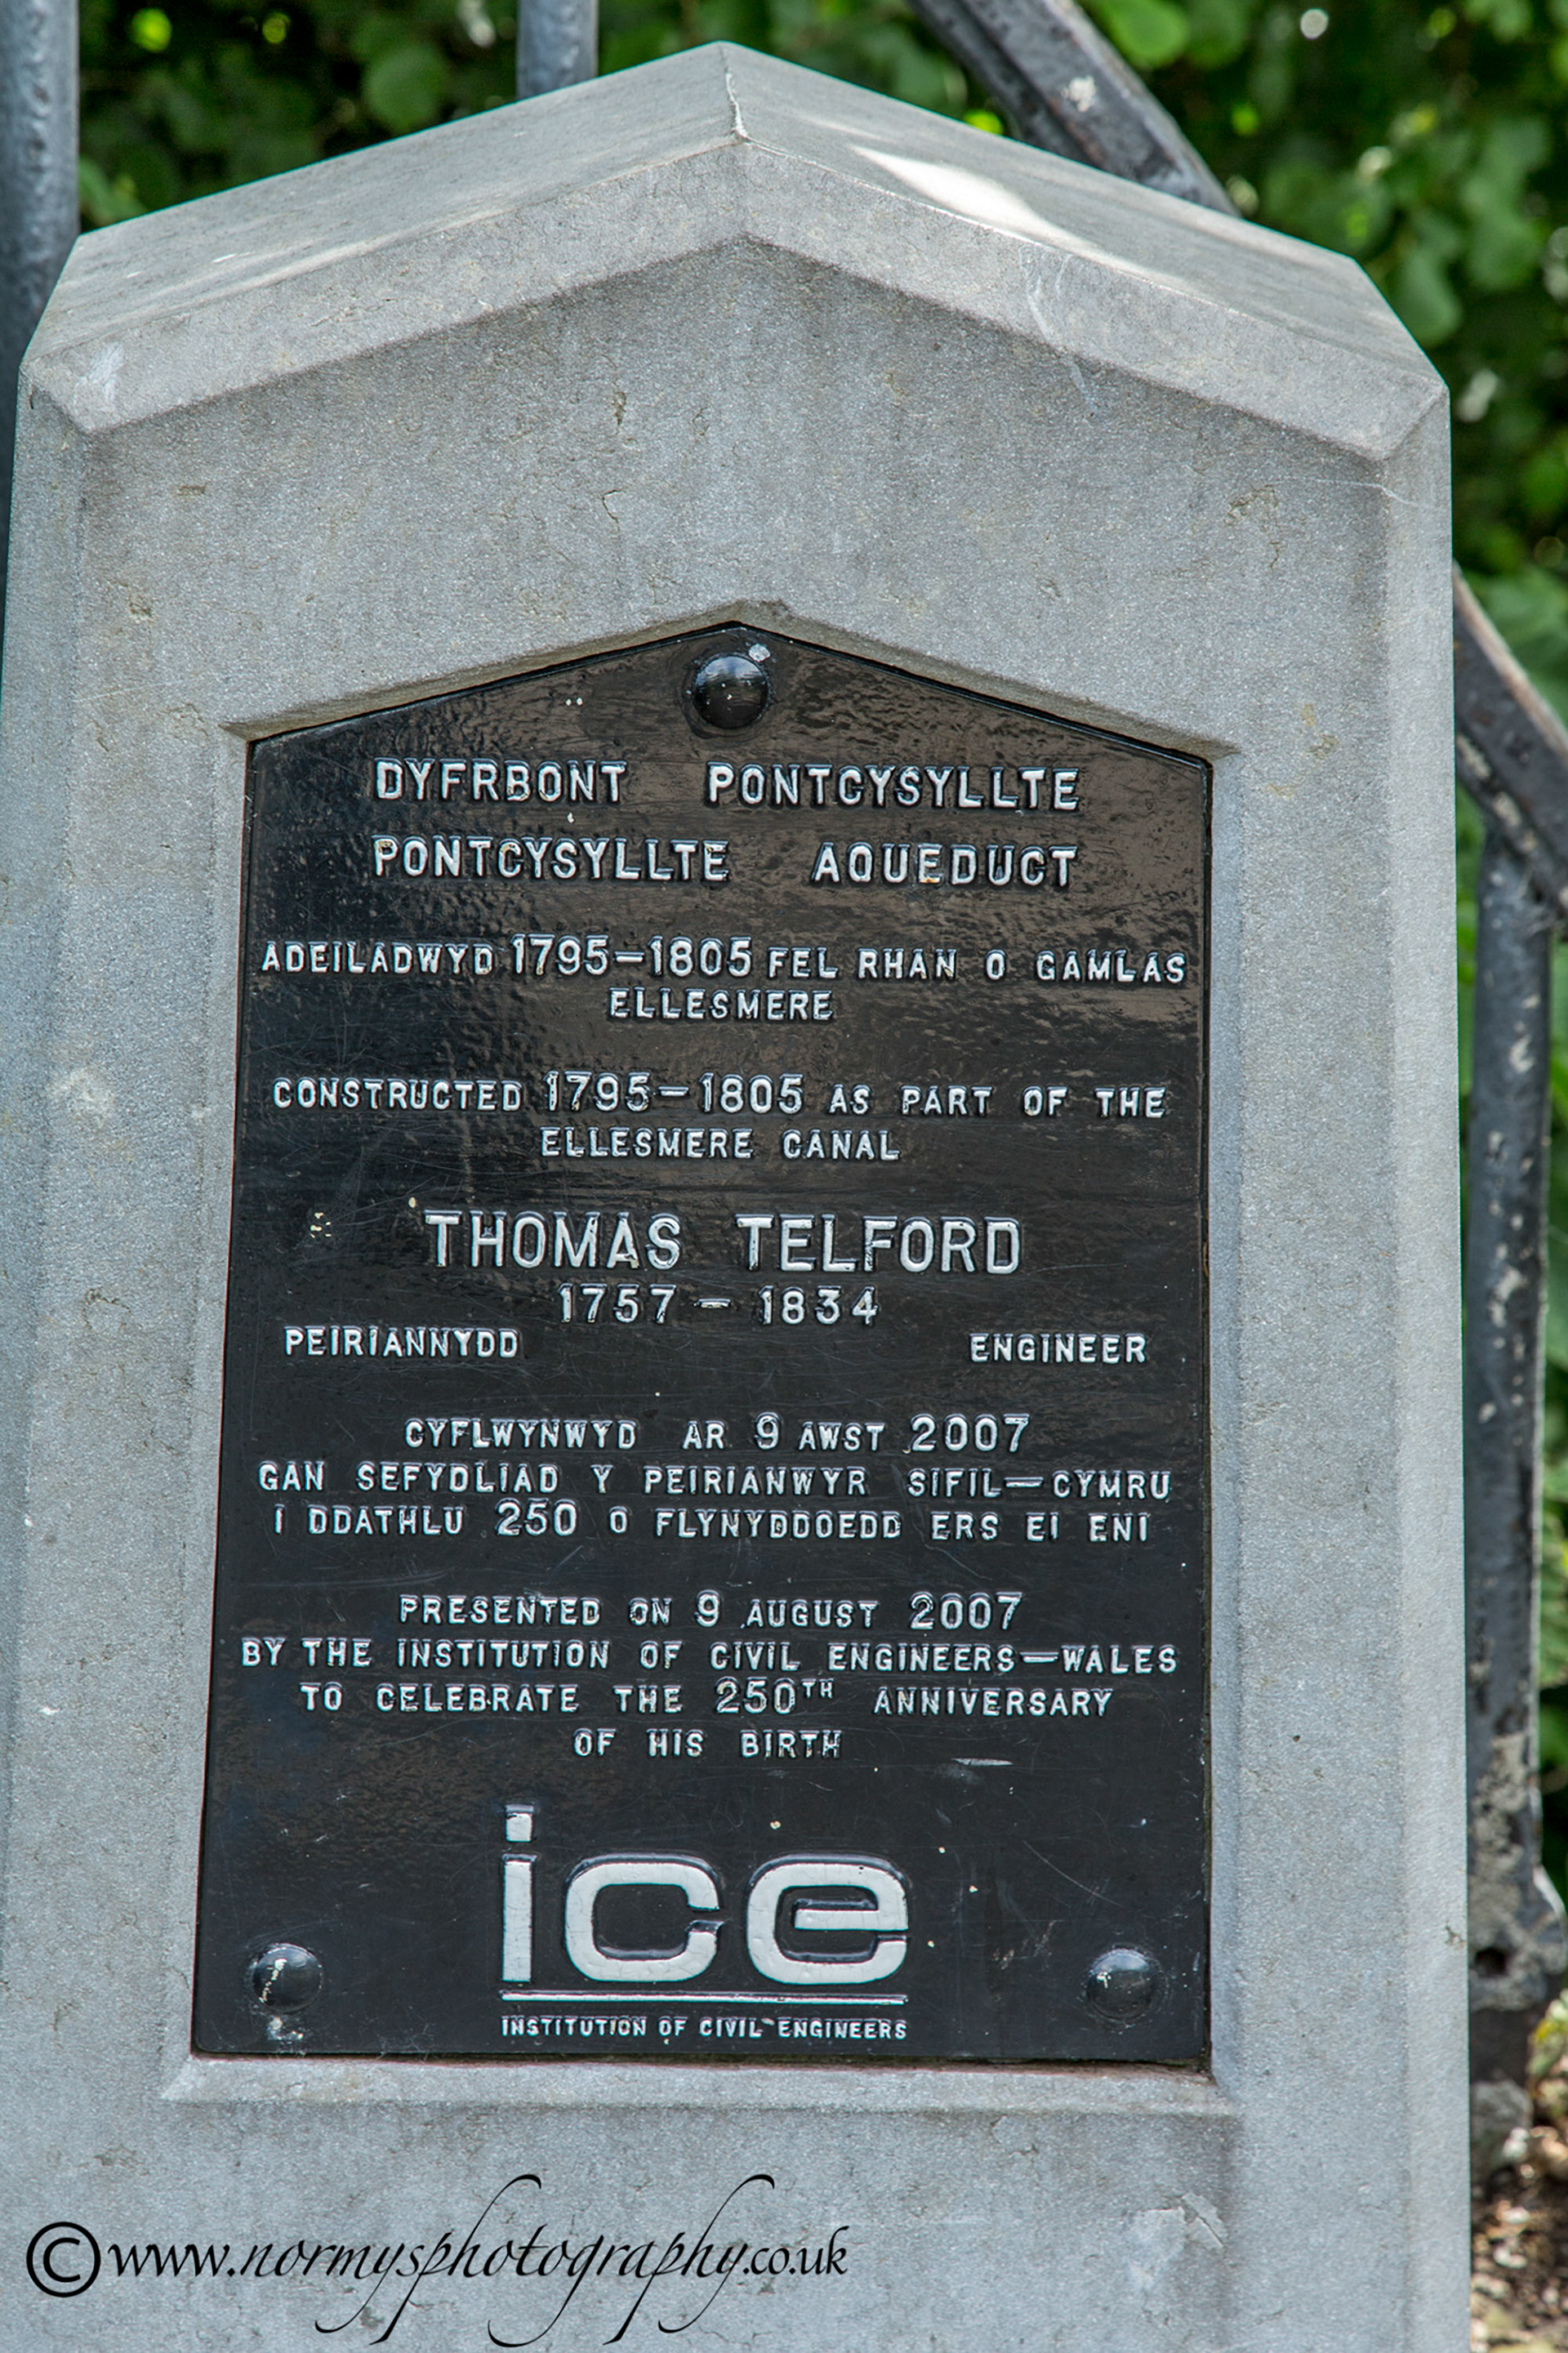 DYFRBONT PONTCYSYLLTE
PONTCYSYLLTE AQUEDUCT
ADEILADWYD 1795–1805 FEL RHAN O GAMLAS
ELLESMERE
CONSTRUCTED 1795–1805 AS PART OF THE
ELLESMERE CANAL
THOMAS TELFORD
1757 – 1834
PEIRIANNYDD ENGINEER
CYFLWYNWYD AR 9 AWST 2007
GAN SEFYDLIAD Y PEIRIANWYR SIFIL–CYMRU
I DDATHLU 250 O FLYNYDDOEDD ERS EI ENI
PRESENTED ON 9 AUGUST 2007
BY THE INSTITUTION OF CIVIL ENGINEERS–WALES
TO CELEBRATE THE 250TH ANNIVERSARY
OF HIS BIRTH
ice
INSTITUTION OF CIVIL ENGINEERS
©www.normysphotography.co.uk